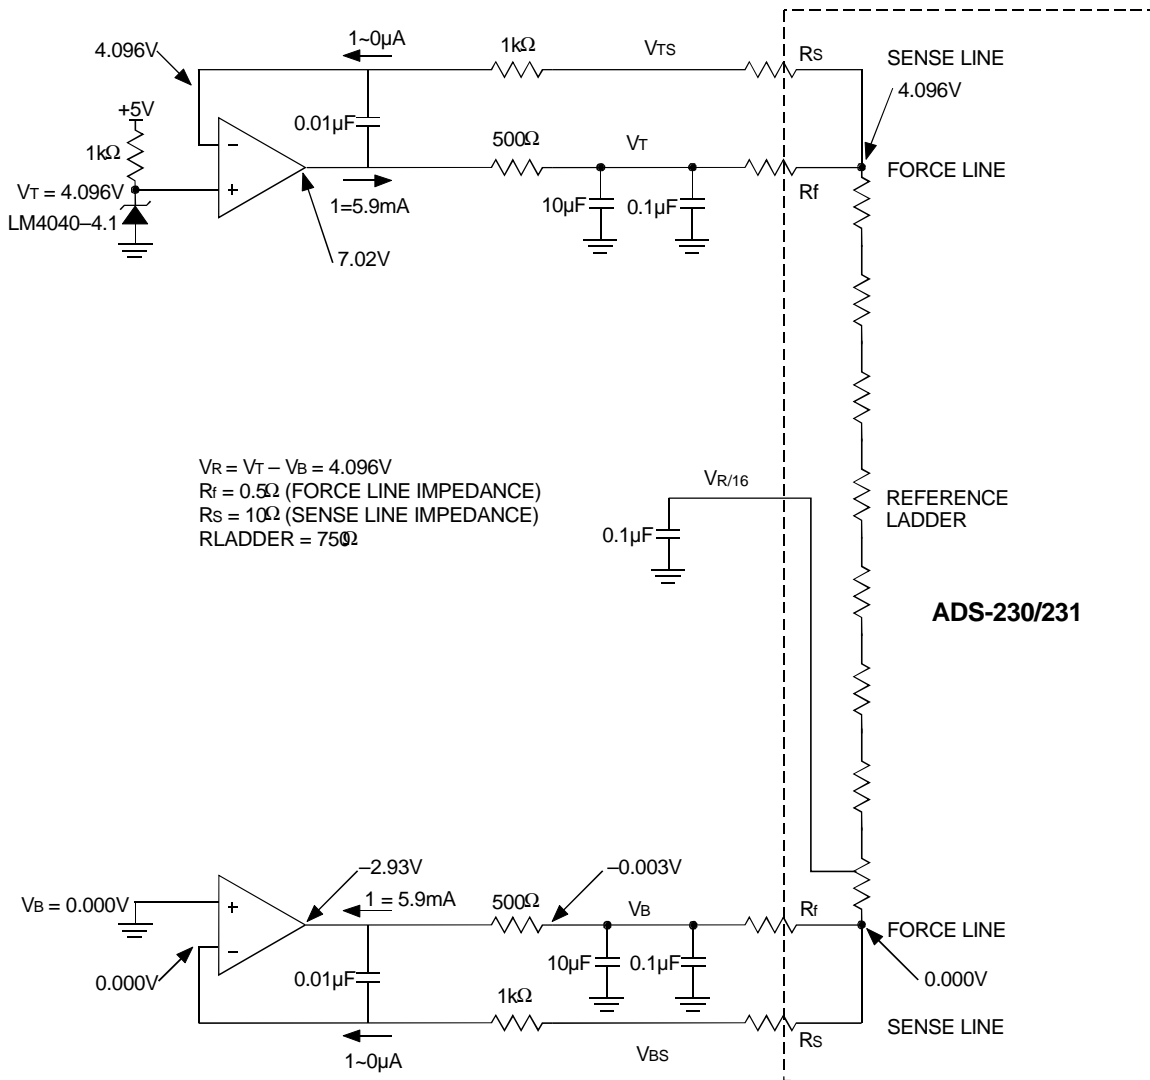 4.096V
1~0µA
1kΩ
VTS
RS
SENSE LINE
4.096V
+5V
1kΩ
0.01µF
500Ω
VT
−
+
VT = 4.096V
LM4040–4.1
1=5.9mA
10µF
0.1µF
Rf
FORCE LINE
7.02V
VR = VT – VB = 4.096V
Rf = 0.5Ω (FORCE LINE IMPEDANCE)
RS = 10Ω (SENSE LINE IMPEDANCE)
RLADDER = 750Ω
VR/16
0.1µF
REFERENCE
LADDER
ADS-230/231
–2.93V
–0.003V
1 = 5.9mA
500Ω
VB
Rf
VB = 0.000V
+
−
FORCE LINE
0.000V
0.01µF
10µF
0.1µF
0.000V
1kΩ
1~0µA
VBS
RS
SENSE LINE